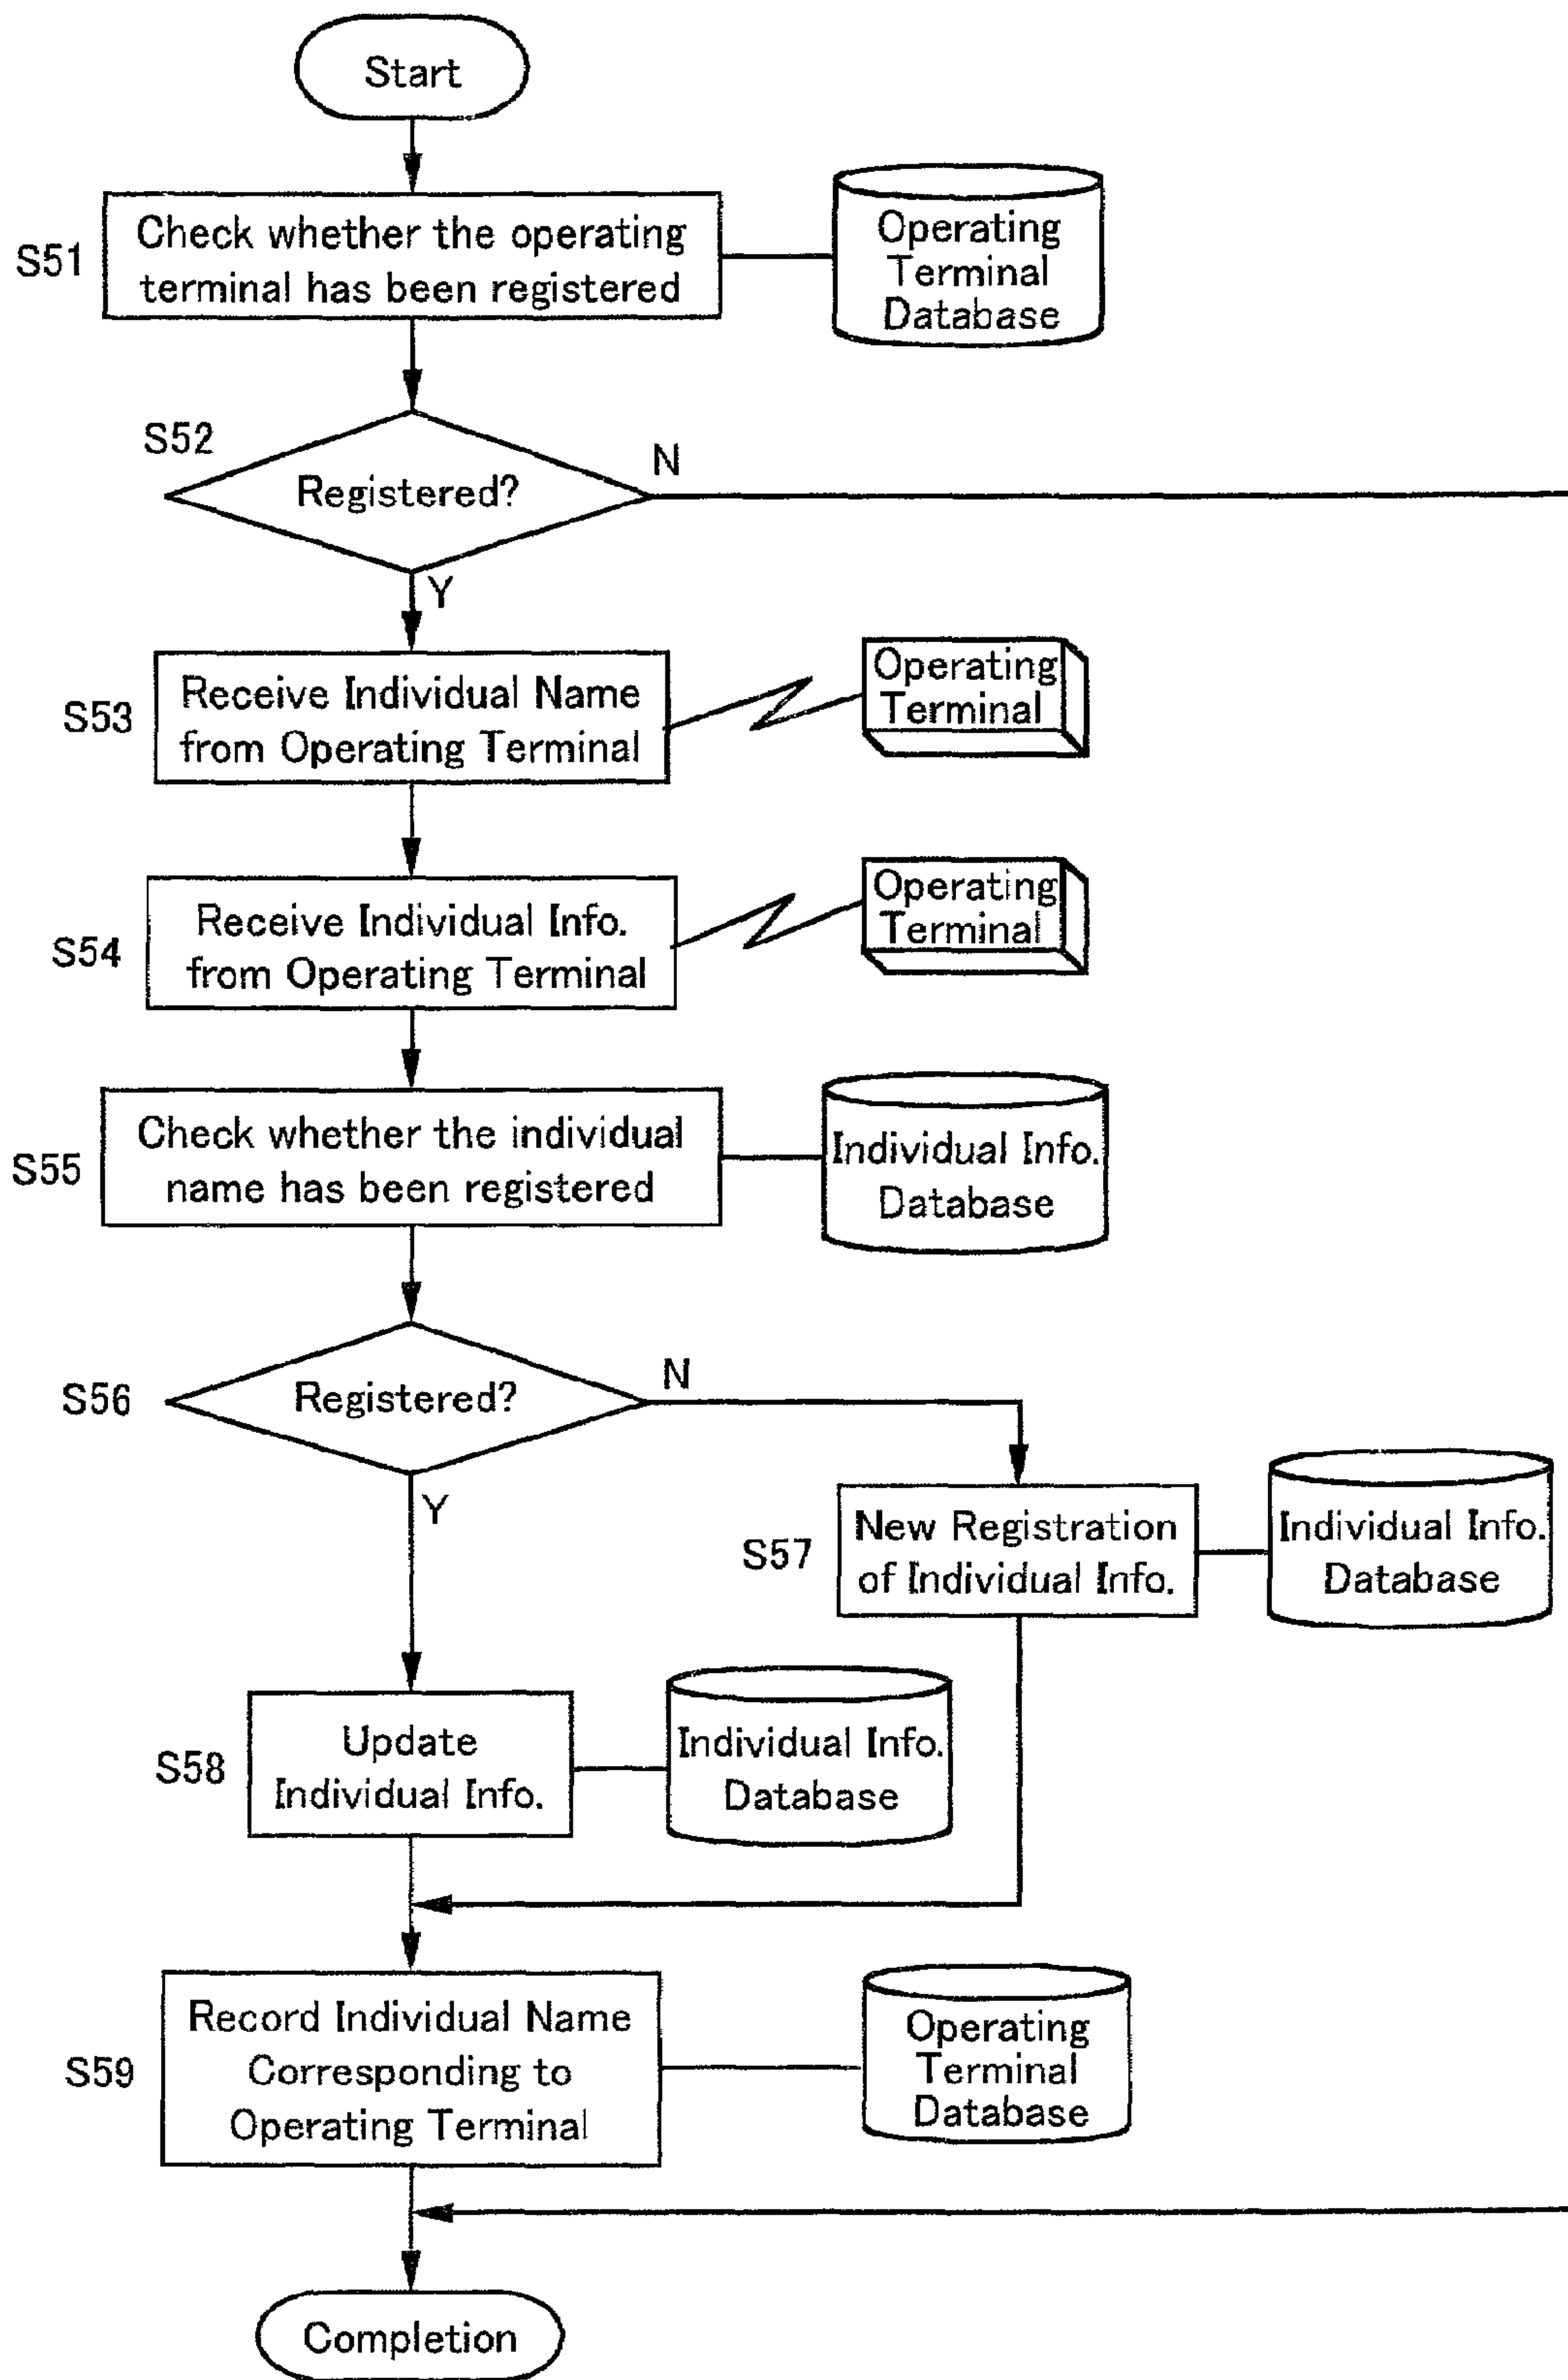 Start
S51
Check whether the operating
terminal has been registered
Operating
Terminal
Database
S52
Registered?
N
Y
S53
Receive Individual Name
from Operating Terminal
Operating
Terminal
S54
Receive Individual Info.
from Operating Terminal
Operating
Terminal
S55
Check whether the individual
name has been registered
Individual Info.
Database
S56
Registered?
N
Y
S57
New Registration
of Individual Info.
Individual Info.
Database
S58
Update
Individual Info.
Individual Info.
Database
S59
Record Individual Name
Corresponding to
Operating Terminal
Operating
Terminal
Database
Completion